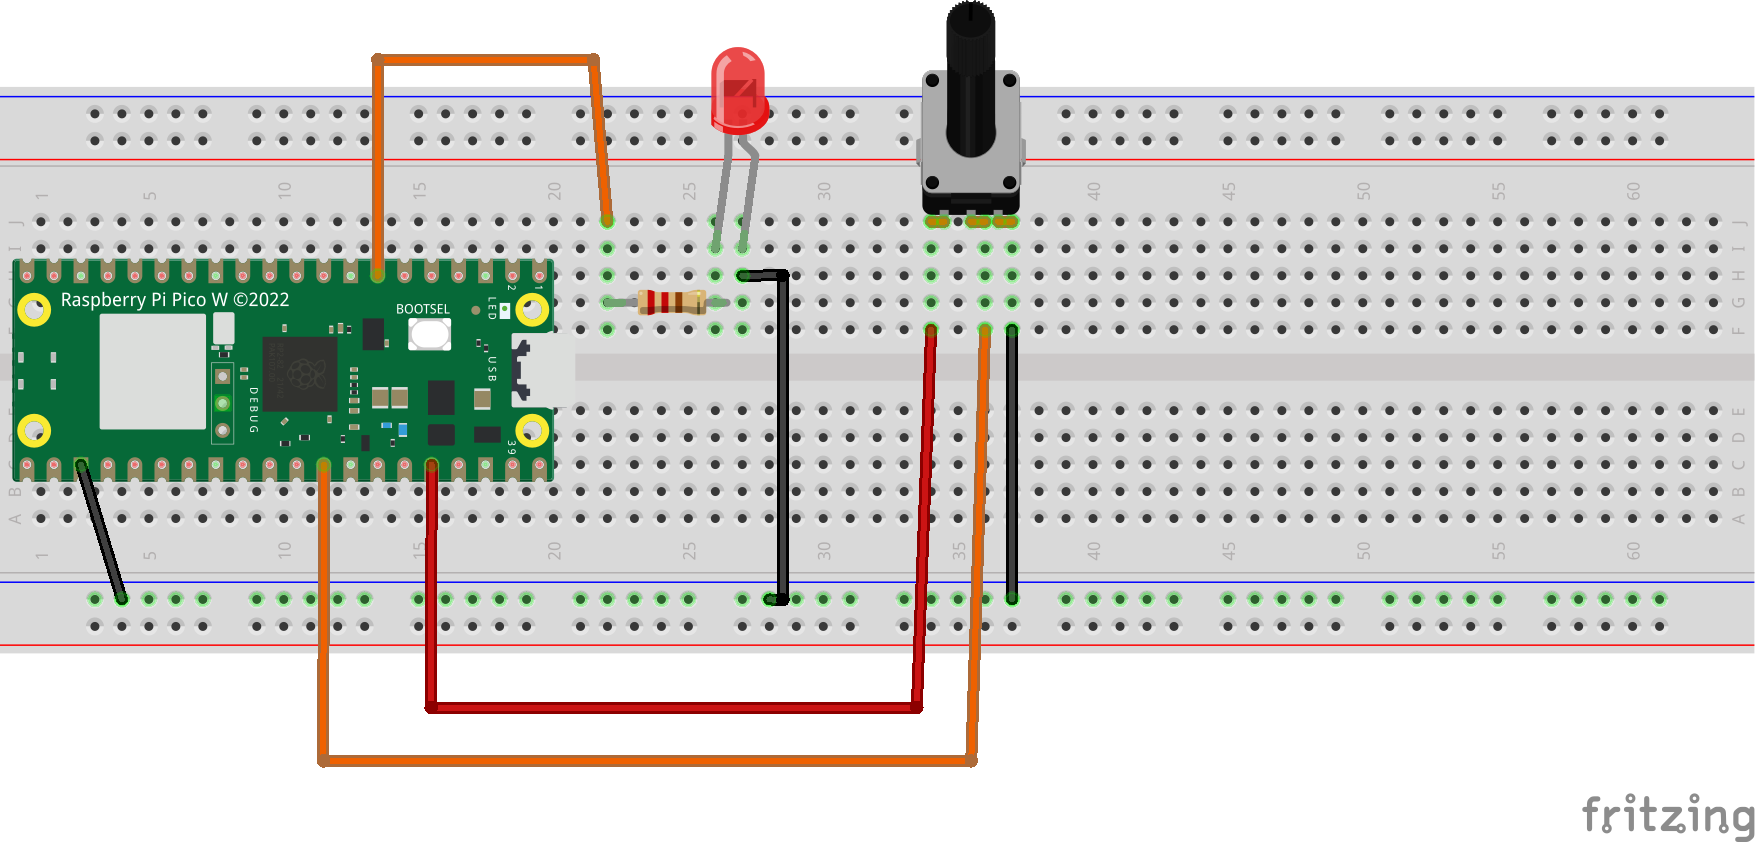 1 5 10 15 20 25 30 40 45 50 55 60
J J
I I
H H
2 1
Raspberry Pi Pico W ©2022
BOOTSEL
LED
G G
F F
USB
DEBUG
39
E
D D
C
B B
A A
1 5 10 15 20 25 30 35 40 45 50 55 60
fritzing